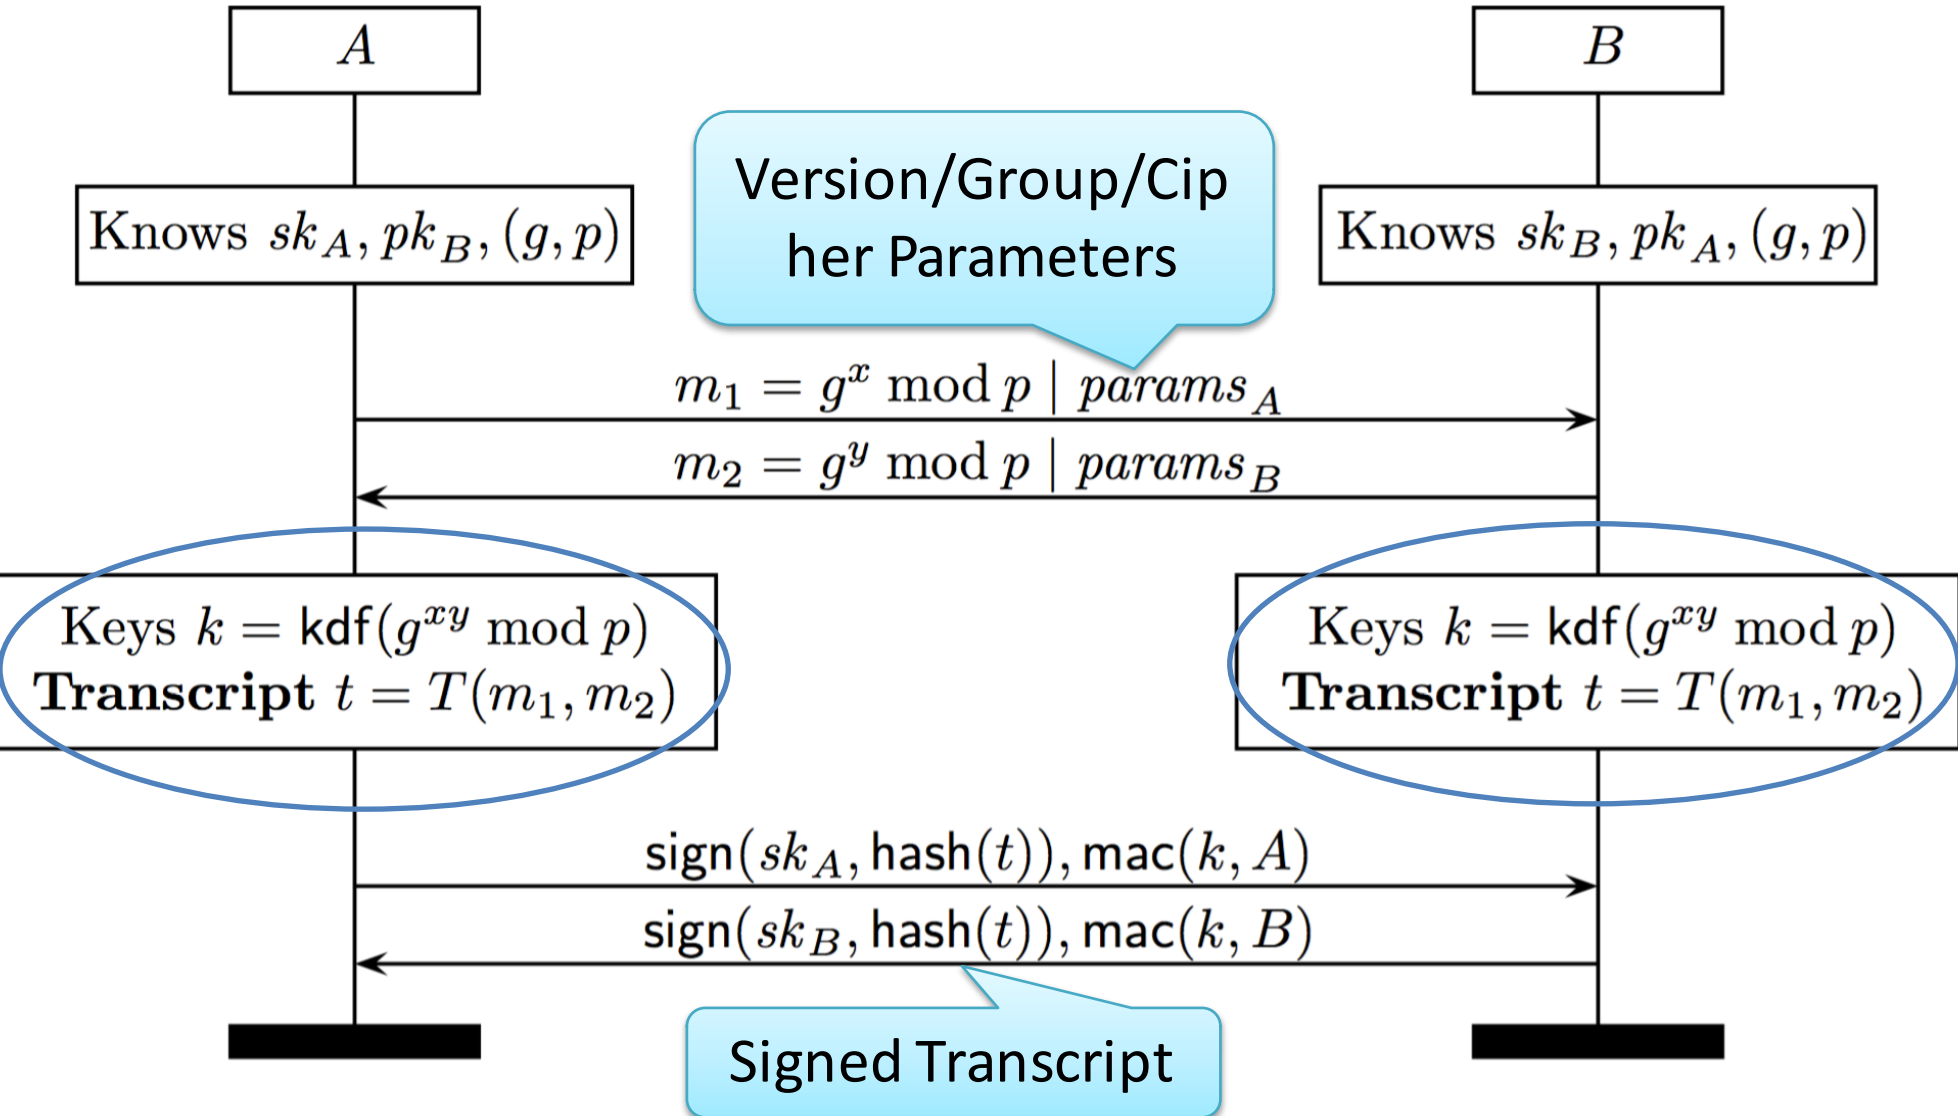 A
B
Version/Group/Cip
her Parameters
Knows sk_A, pk_B, (g, p)
Knows sk_B, pk_A, (g, p)
m_1 = g^x mod p | params_A
m_2 = g^y mod p | params_B
Keys k = kdf(g^{xy} mod p)
Transcript t = T(m_1, m_2)
Keys k = kdf(g^{xy} mod p)
Transcript t = T(m_1, m_2)
sign(sk_A, hash(t)), mac(k, A)
sign(sk_B, hash(t)), mac(k, B)
Signed Transcript